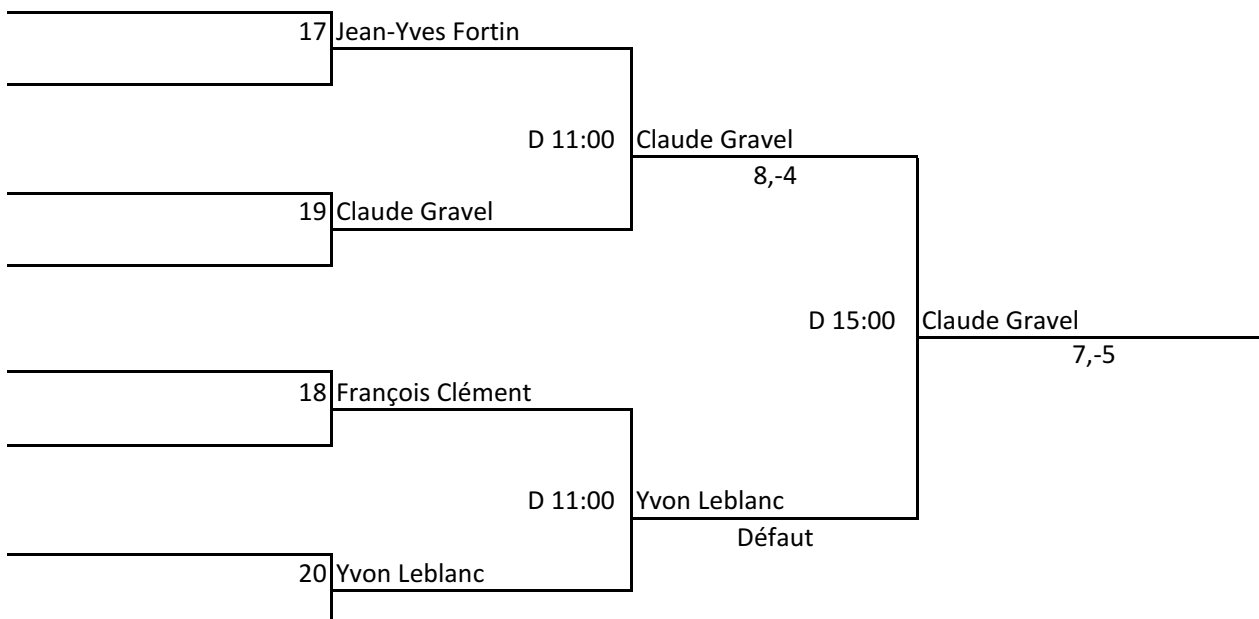 17 Jean-Yves Fortin
D 11:00 Claude Gravel
8,-4
19 Claude Gravel
D 15:00 Claude Gravel
7,-5
18 François Clément
D 11:00 Yvon Leblanc
Défaut
20 Yvon Leblanc